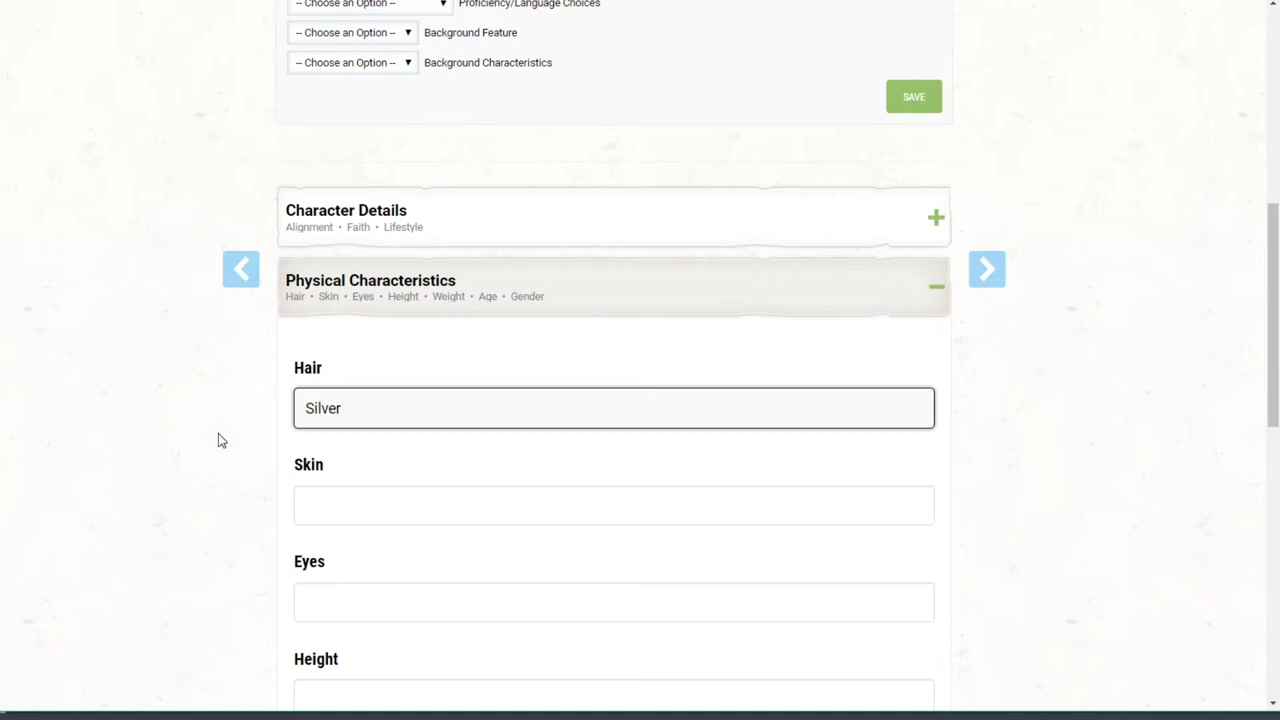 -- Choose an Option -- ▼ Proficiency/Language Choices
-- Choose an Option -- ▼ Background Feature
-- Choose an Option -- ▼ Background Characteristics
SAVE
Character Details
Alignment • Faith • Lifestyle
Physical Characteristics
Hair • Skin • Eyes • Height • Weight • Age • Gender
Hair
Silver
Skin
Eyes
Height